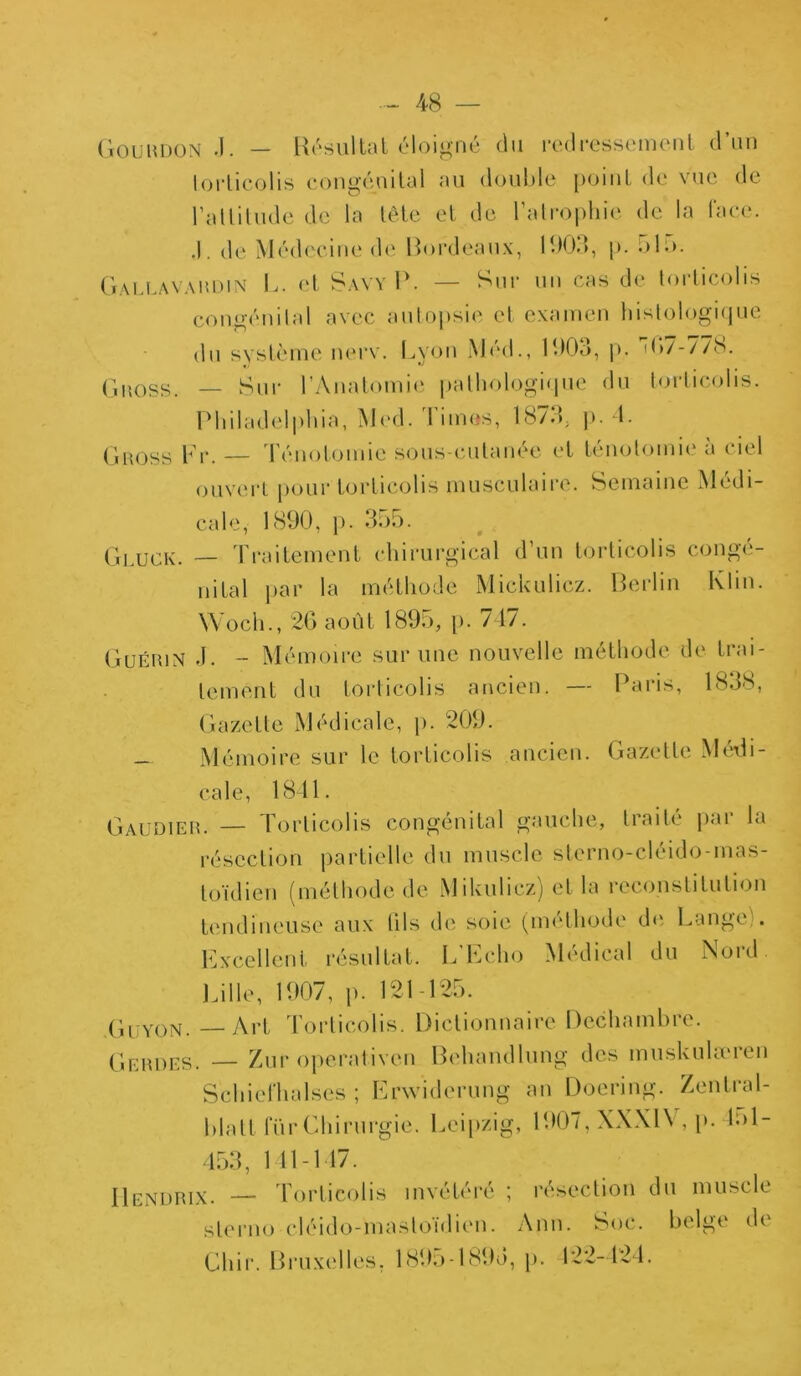 — 48 —
GOURDON J. — Résultat éloigné du redressement d'un
torticolis congénital au double point de vue de
l'attitude de la tête et de l'atrophie de la face.
J. de Médecine de Bordeaux, 1903, p. 515.
GALLAVARDIN L. et SAVY P. — Sur un cas de torticolis
congénital avec autopsie et examen histologique
du système nerv. Lyon Méd., 1903, p. 767-778.
GROSS. — Sur l'Anatomie pathologique du torticolis.
Philadelphia, Med. Times, 1873, p. 4.
GROSS Fr. — Ténotomie sous-cutanée et ténotomie à ciel
ouvert pour torticolis musculaire. Semaine Médi-
cale, 1890, p. 355.
GLUCK. — Traitement chirurgical d'un torticolis congé-
nital par la méthode Mickulicz. Berlin Klin.
Woch., 26 août 1895, p. 747.
GUÉRIN J. - Mémoire sur une nouvelle méthode de trai-
tement du torticolis ancien. — Paris, 1838,
Gazette Médicale, p. 209.
— Mémoire sur le torticolis ancien. Gazette Médi-
cale, 1841.
GAUDIER. — Torticolis congénital gauche, traité par la
résection partielle du muscle sterno-cléido-mas-
toïdien (méthode de Mikulicz) et la reconstitution
tendineuse aux fils de soie (méthode de Lange).
Excellent résultat. L'Echo Médical du Nord.
Lille, 1907, p. 121-125.
GUYON. — Art Torticolis. Dictionnaire Dechambre.
GERDES. — Zur operativen Behandlung des muskulæren
Schiefhalses ; Erwiderung an Doering. Zentral-
blatt für Chirurgie. Leipzig, 1907, XXXIV, p. 451-
453, 141-147.
HENDRIX. — Torticolis invétéré ; résection du muscle
sterno cléido-mastoïdien. Ann. Soc. belge de
Chir. Bruxelles, 1895-1896, p. 422-424.